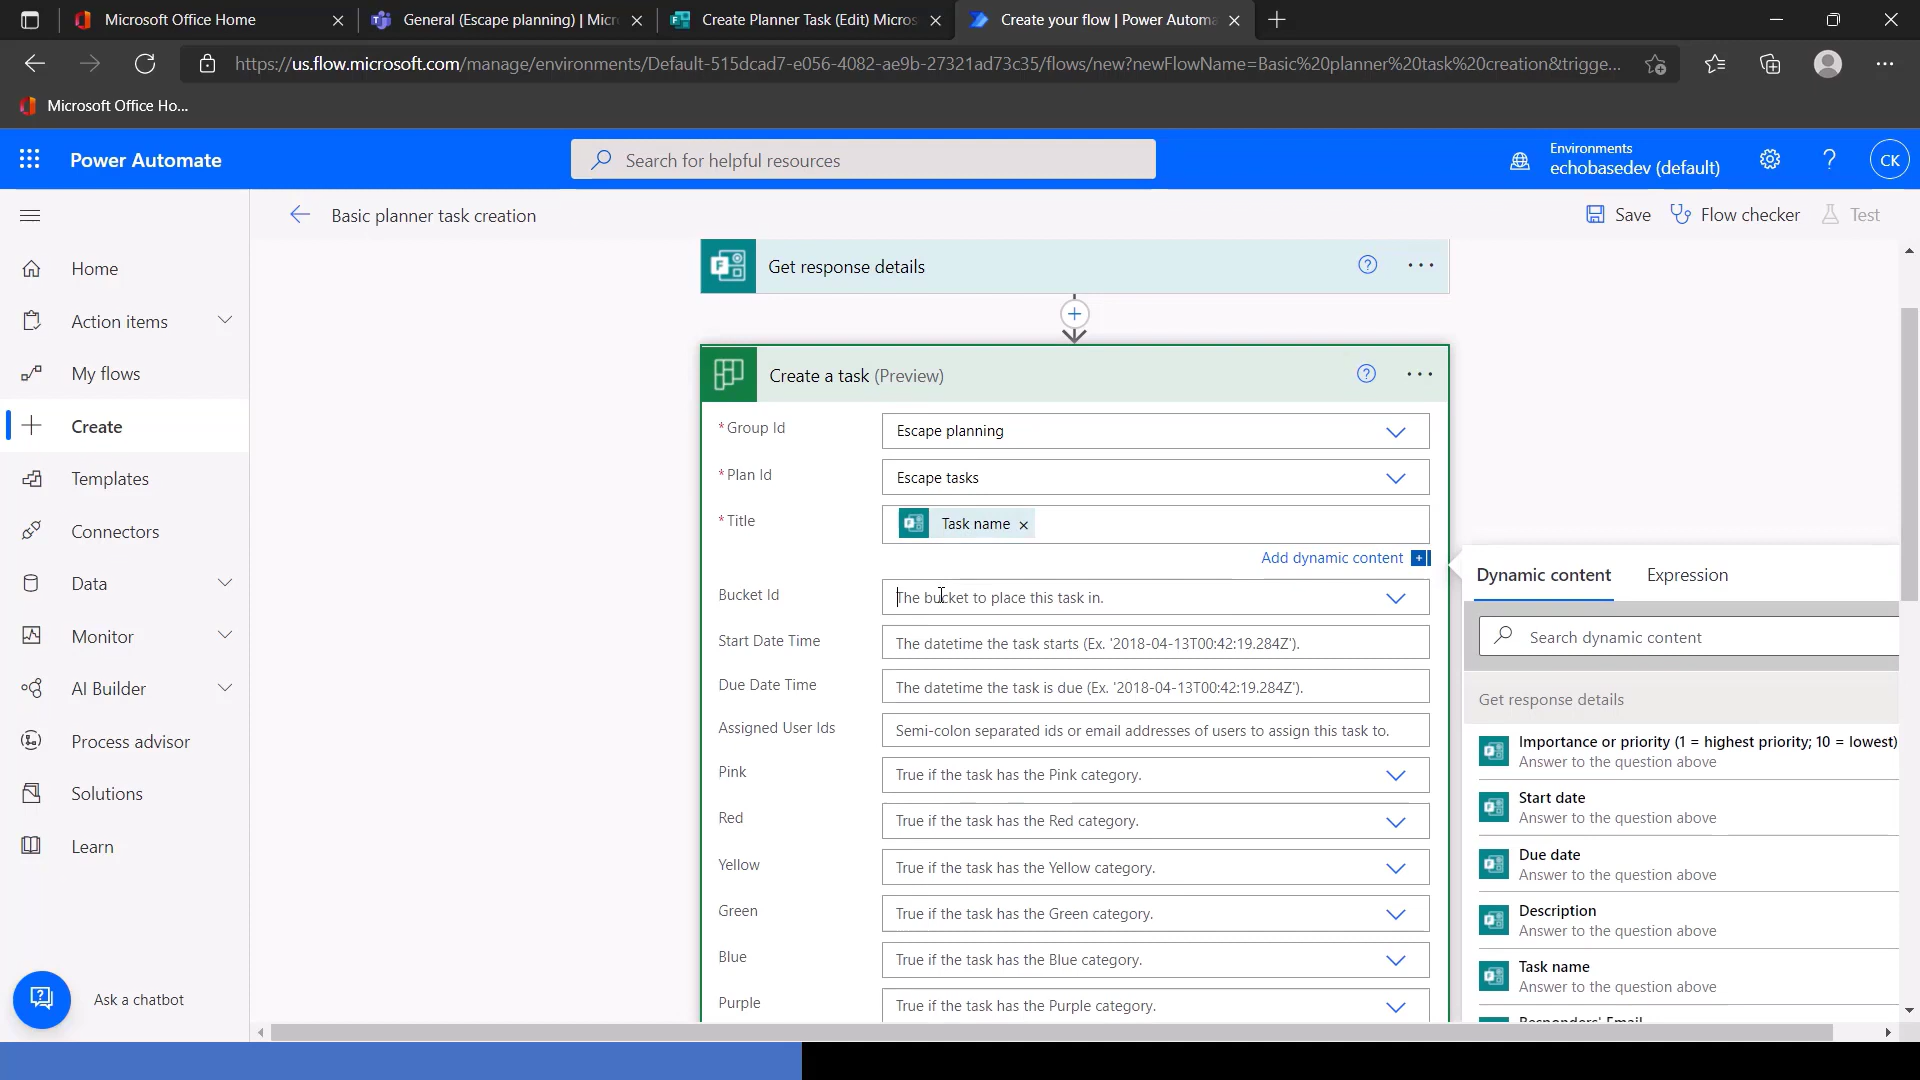 Microsoft Office Home
General (Escape planning) | Micr
Create Planner Task (Edit) Micros
Create your flow | Power Automa
https://us.flow.microsoft.com/manage/environments/Default-515dcad7-e056-4082-ae9b-27321ad73c35/flows/new?newFlowName=Basic%20planner%20task%20creation&trigge...
Microsoft Office Ho...
Power Automate
Search for helpful resources
Environments
echobasedev (default)
CK
Basic planner task creation
Save
Flow checker
Test
Home
Action items
My flows
Create
Templates
Connectors
Data
Monitor
AI Builder
Process advisor
Solutions
Learn
Ask a chatbot
Get response details
Create a task (Preview)
* Group Id
Escape planning
* Plan Id
Escape tasks
* Title
Task name
Add dynamic content
Bucket Id
The bucket to place this task in.
Start Date Time
The datetime the task starts (Ex. '2018-04-13T00:42:19.284Z').
Due Date Time
The datetime the task is due (Ex. '2018-04-13T00:42:19.284Z').
Assigned User Ids
Semi-colon separated ids or email addresses of users to assign this task to.
Pink
True if the task has the Pink category.
Red
True if the task has the Red category.
Yellow
True if the task has the Yellow category.
Green
True if the task has the Green category.
Blue
True if the task has the Blue category.
Purple
True if the task has the Purple category.
Dynamic content
Expression
Search dynamic content
Get response details
Importance or priority (1 = highest priority; 10 = lowest)
Answer to the question above
Start date
Answer to the question above
Due date
Answer to the question above
Description
Answer to the question above
Task name
Answer to the question above
Responders' Email